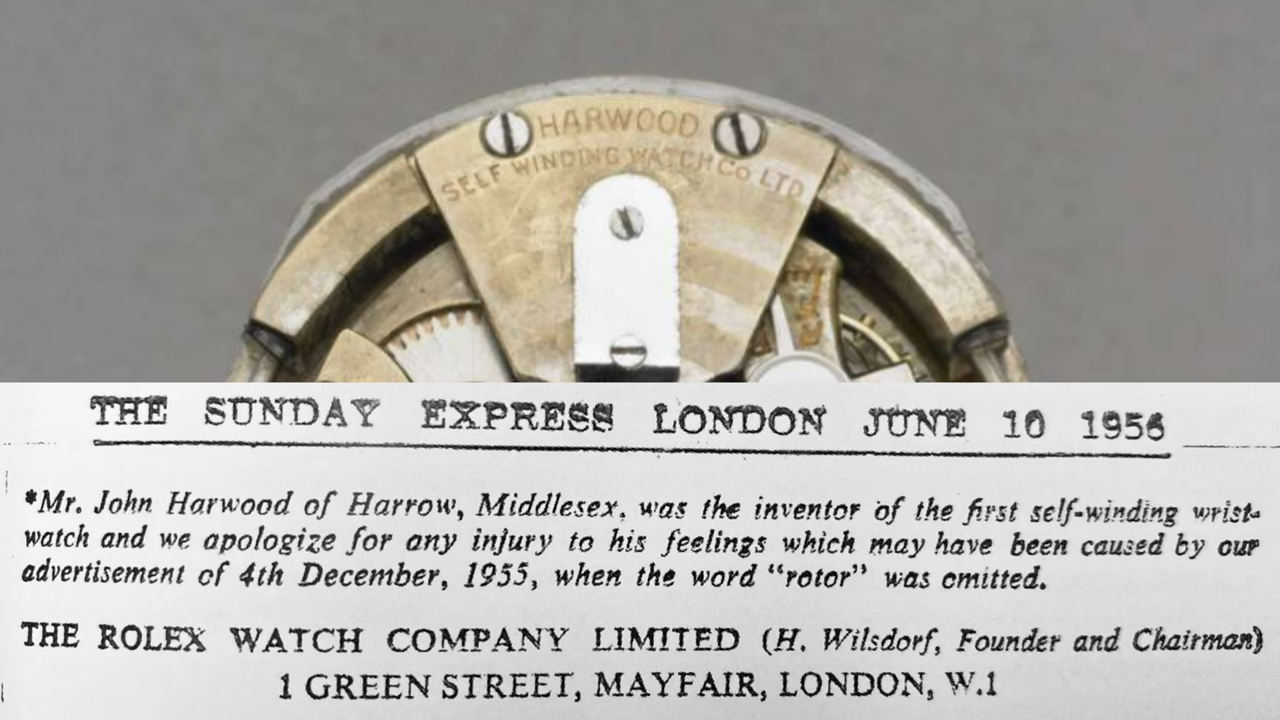 HARWOOD
SELF WINDING WATCH Co LTD
THE SUNDAY EXPRESS LONDON JUNE 10 1956
*Mr. John Harwood of Harrow, Middlesex, was the inventor of the first self-winding wrist-
watch and we apologize for any injury to his feelings which may have been caused by our
advertisement of 4th December, 1955, when the word “rotor” was omitted.
THE ROLEX WATCH COMPANY LIMITED (H. Wilsdorf, Founder and Chairman)
1 GREEN STREET, MAYFAIR, LONDON, W.1